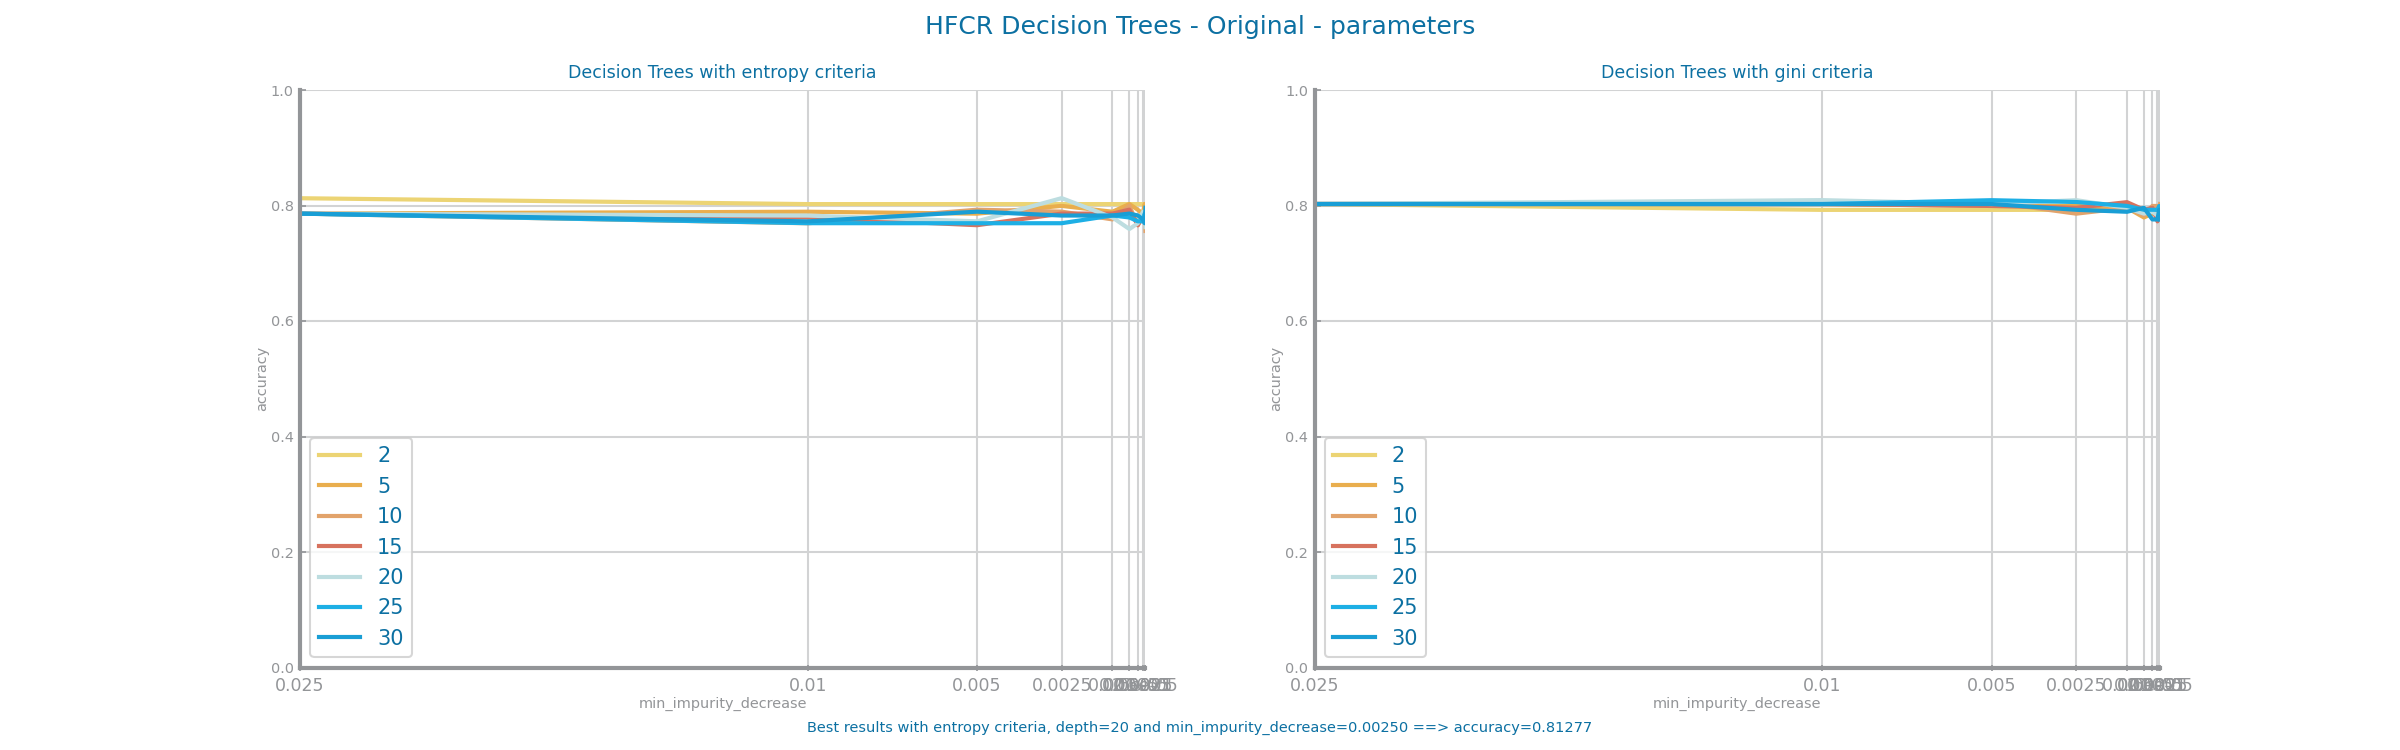 HFCR Decision Trees - Original - parameters
Decision Trees with entropy criteria
1.0
0.8
0.6
0.4
0.2
0.0
accuracy
2
5
10
15
20
25
30
0.025 0.01 0.005 0.0025
min_impurity_decrease
Decision Trees with gini criteria
1.0
0.8
0.6
0.4
0.2
0.0
accuracy
2
5
10
15
20
25
30
0.025 0.01 0.005 0.0025
min_impurity_decrease
Best results with entropy criteria, depth=20 and min_impurity_decrease=0.00250 ==> accuracy=0.81277